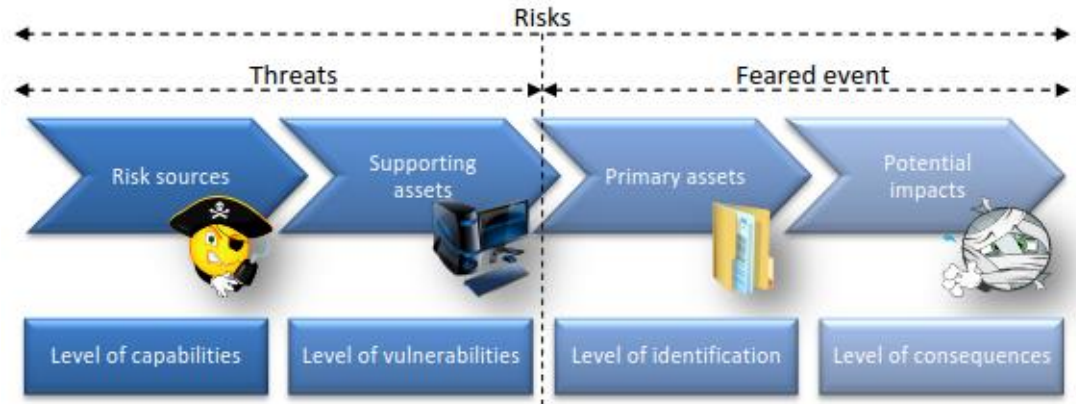 Risks
Threats
Feared event
Risk sources
Supporting
assets
Primary assets
Potential
impacts
Level of capabilities
Level of vulnerabilities
Level of identification
Level of consequences